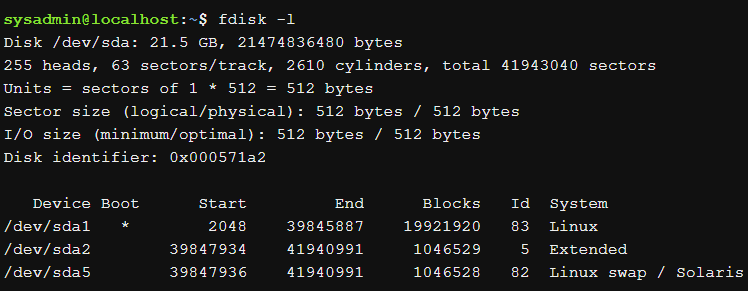 sysadmin@localhost:~$ fdisk -l
Disk /dev/sda: 21.5 GB, 21474836480 bytes
255 heads, 63 sectors/track, 2610 cylinders, total 41943040 sectors
Units = sectors of 1 * 512 = 512 bytes
Sector size (logical/physical): 512 bytes / 512 bytes
I/O size (minimum/optimal): 512 bytes / 512 bytes
Disk identifier: 0x000571a2
Device Boot Start End Blocks Id System
/dev/sda1 * 2048 39845887 19921920 83 Linux
/dev/sda2 39847934 41940991 1046529 5 Extended
/dev/sda5 39847936 41940991 1046528 82 Linux swap / Solaris